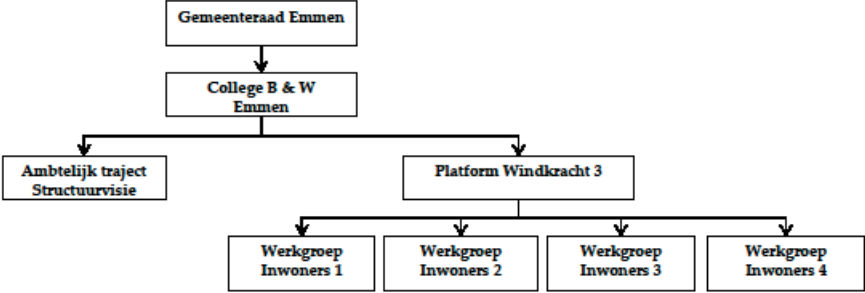 Gemeenteraad Emmen
College B & W
Emmen
Ambtelijk traject
Structuurvisie
Platform Windkracht 3
Werkgroep
Inwoners 1
Werkgroep
Inwoners 2
Werkgroep
Inwoners 3
Werkgroep
Inwoners 4